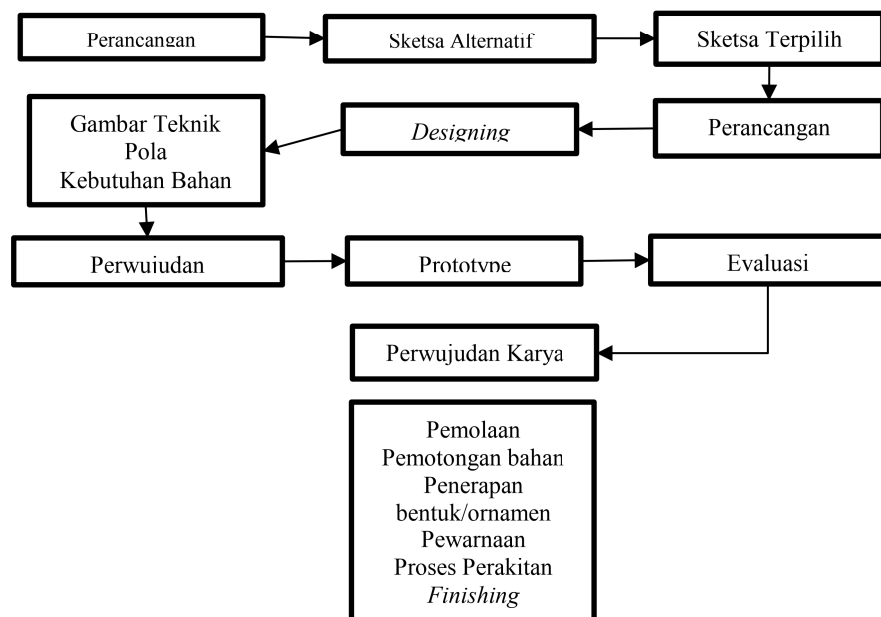 Perancangan
Sketsa Alternatif
Sketsa Terpilih
Perancangan
Designing
Gambar Teknik
Pola
Kebutuhan Bahan
Perwujudan
Prototype
Evaluasi
Perwujudan Karya
Pemolaan
Pemotongan bahan
Penerapan
bentuk/ornamen
Pewarnaan
Proses Perakitan
Finishing